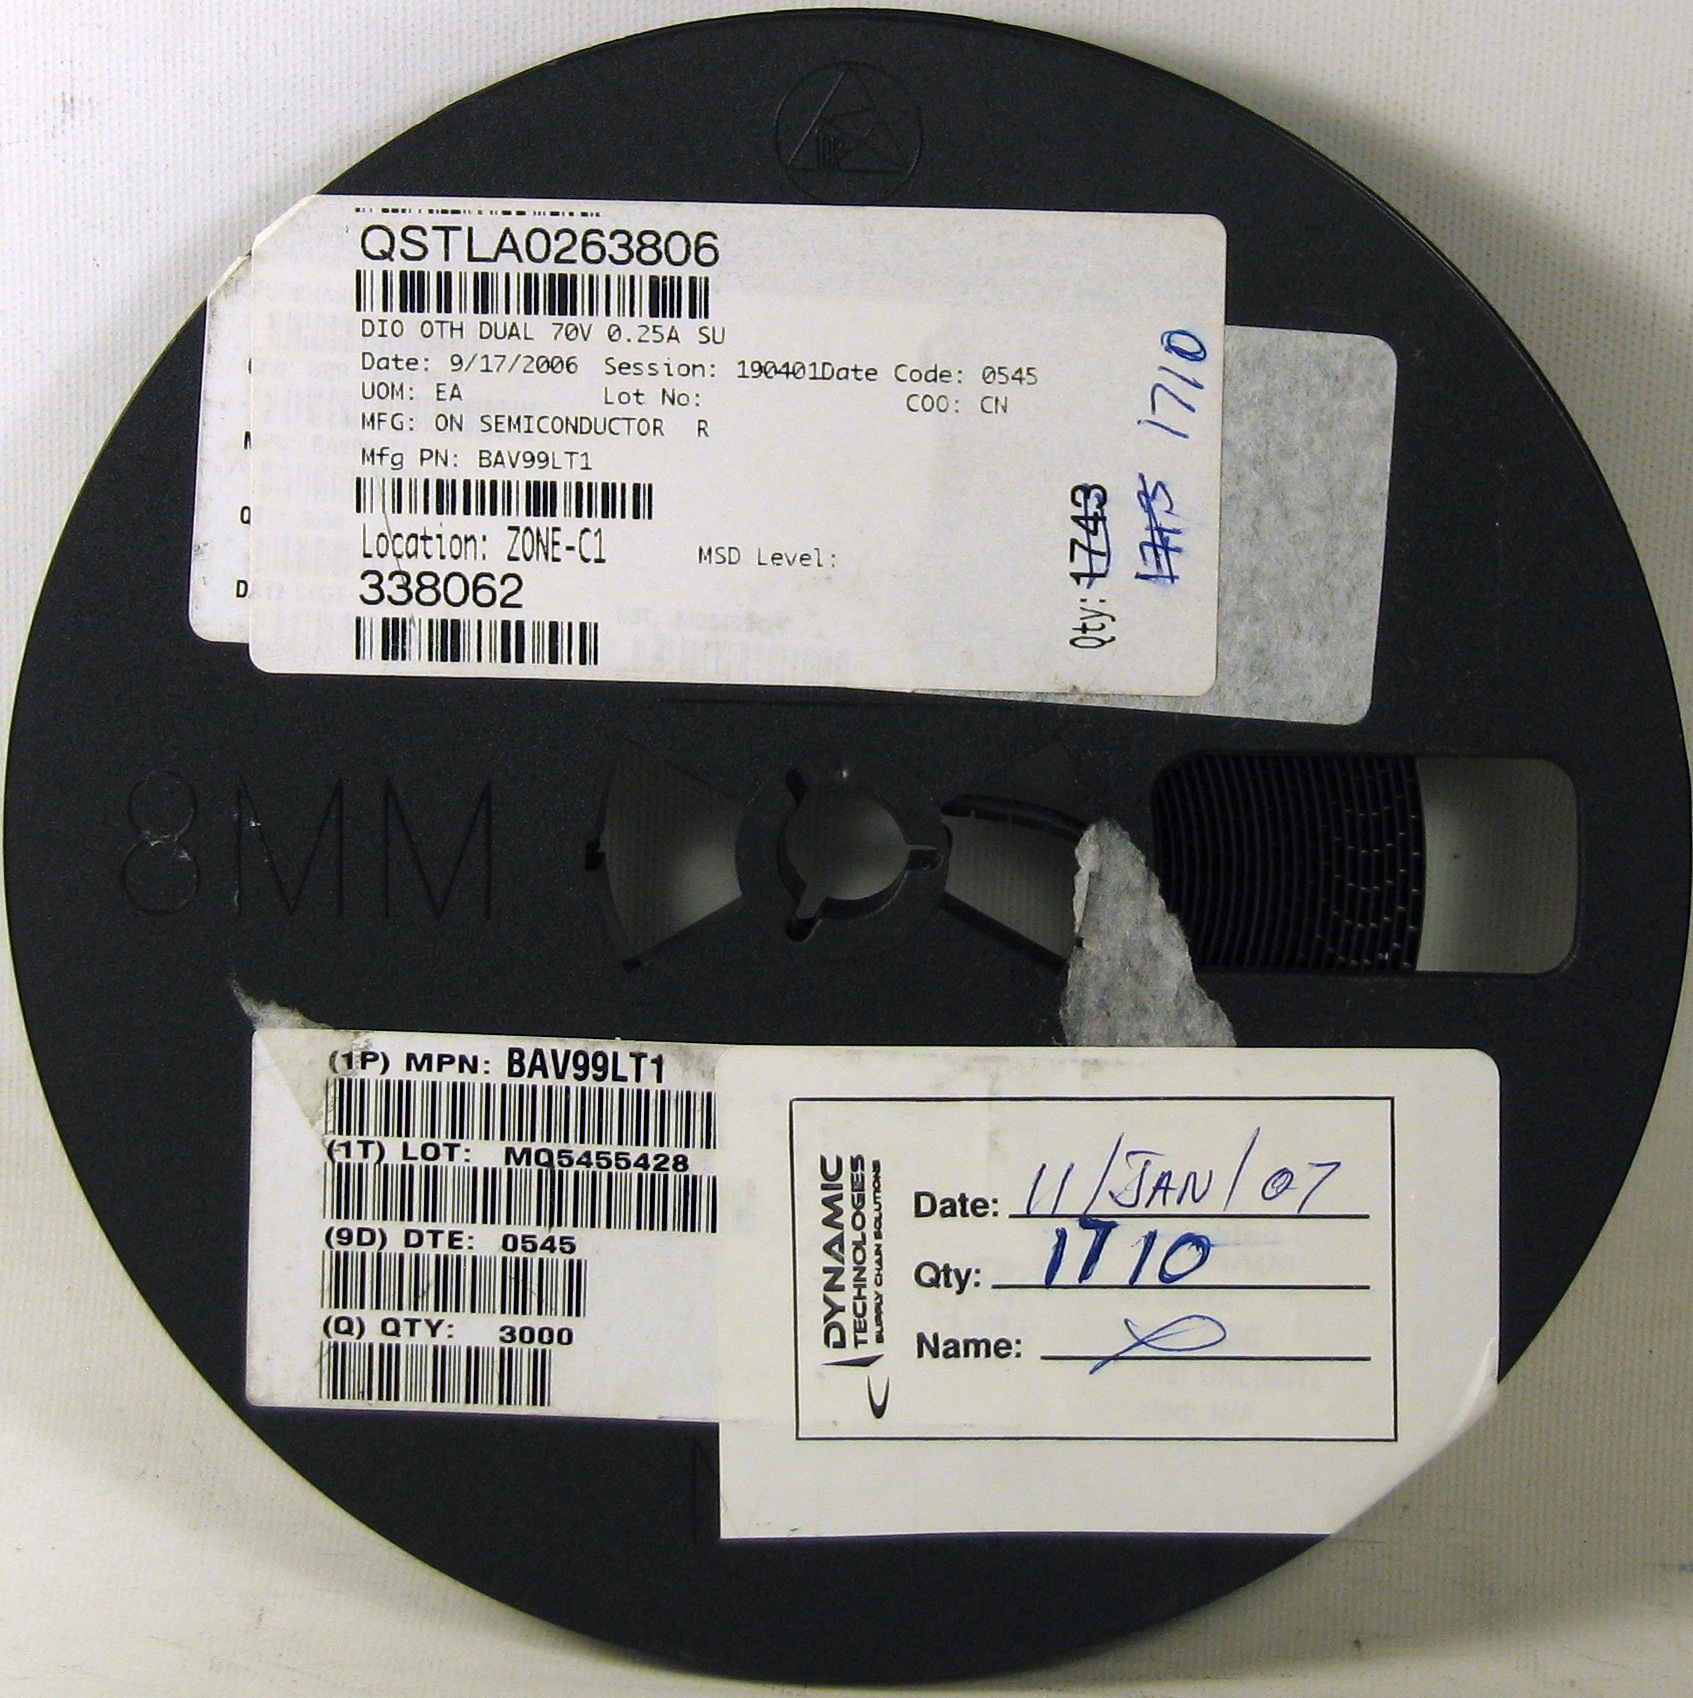 QSTLA0263806
DIO OTH DUAL 70V 0.25A SU
Date: 9/17/2006 Session: 190401Date Code: 0545
UOM: EA Lot No: COO: CN
MFG: ON SEMICONDUCTOR R
Mfg PN: BAV99LT1
Location: ZONE-C1 MSD Level:
338062
Qty: 1743
1710
8MM
(1P) MPN: BAV99LT1
(1T) LOT: MQ5455428
(9D) DTE: 0545
(Q) QTY: 3000
DYNAMIC
TECHNOLOGIES
SUPPLY CHAIN SOLUTIONS
Date: 11/JAN/07
Qty: 1710
Name: